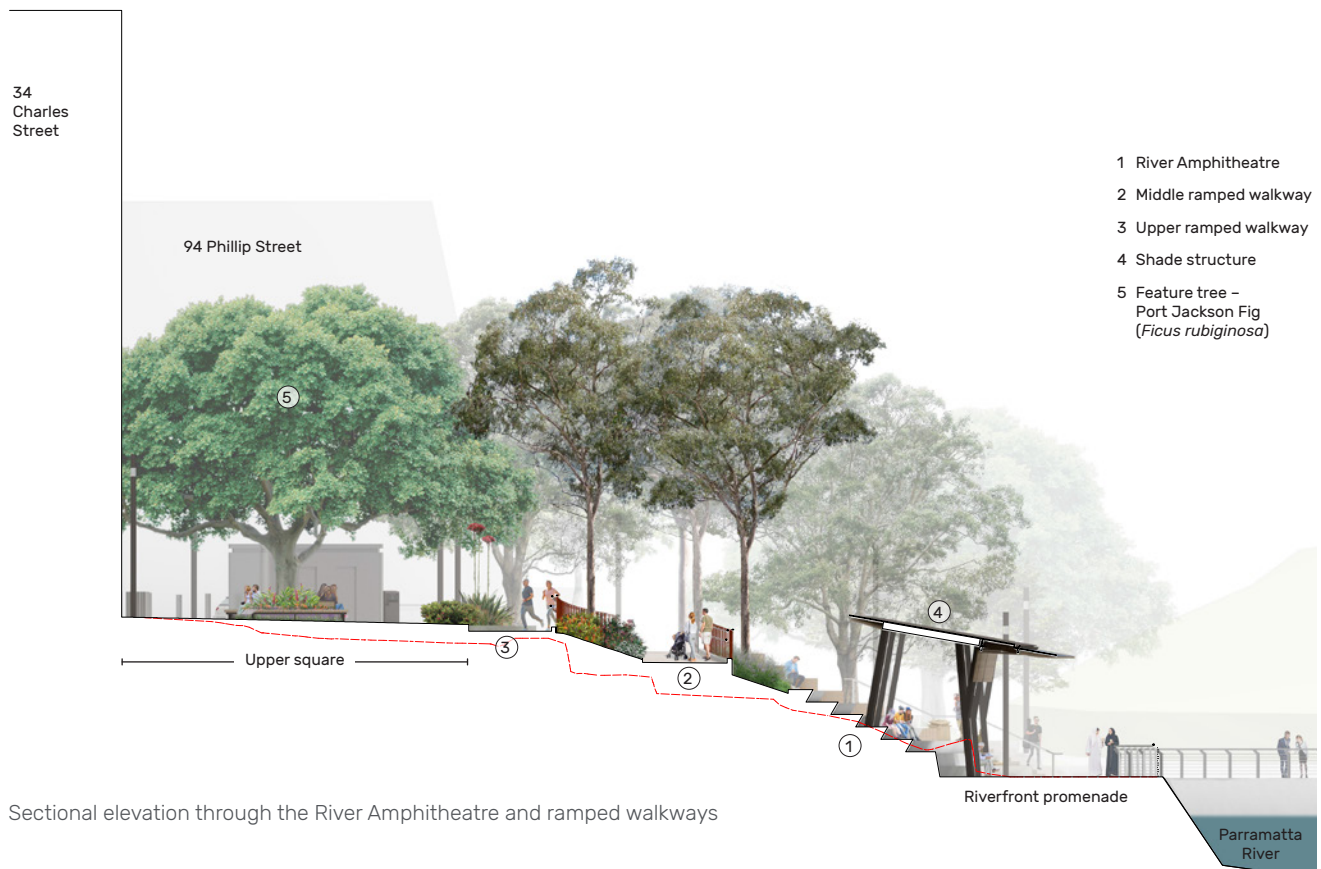 34
Charles
Street
94 Phillip Street
1 River Amphitheatre
2 Middle ramped walkway
3 Upper ramped walkway
4 Shade structure
5 Feature tree –
Port Jackson Fig
(Ficus rubiginosa)
5
4
3
2
1
Upper square
Riverfront promenade
Parramatta
River
Sectional elevation through the River Amphitheatre and ramped walkways